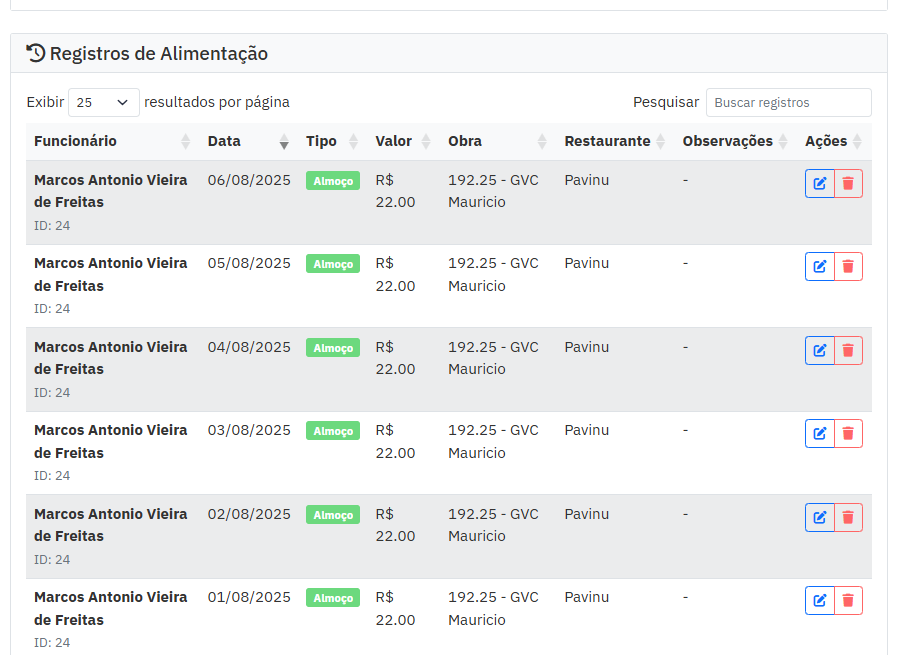 Registros de Alimentação
Exibir 25 resultados por página
Pesquisar Buscar registros
Funcionário Data Tipo Valor Obra Restaurante Observações Ações
Marcos Antonio Vieira 06/08/2025 Almoço R$ 192.25 - GVC Pavinu -
de Freitas 22.00 Mauricio
ID: 24
Marcos Antonio Vieira 05/08/2025 Almoço R$ 192.25 - GVC Pavinu -
de Freitas 22.00 Mauricio
ID: 24
Marcos Antonio Vieira 04/08/2025 Almoço R$ 192.25 - GVC Pavinu -
de Freitas 22.00 Mauricio
ID: 24
Marcos Antonio Vieira 03/08/2025 Almoço R$ 192.25 - GVC Pavinu -
de Freitas 22.00 Mauricio
ID: 24
Marcos Antonio Vieira 02/08/2025 Almoço R$ 192.25 - GVC Pavinu -
de Freitas 22.00 Mauricio
ID: 24
Marcos Antonio Vieira 01/08/2025 Almoço R$ 192.25 - GVC Pavinu -
de Freitas 22.00 Mauricio
ID: 24